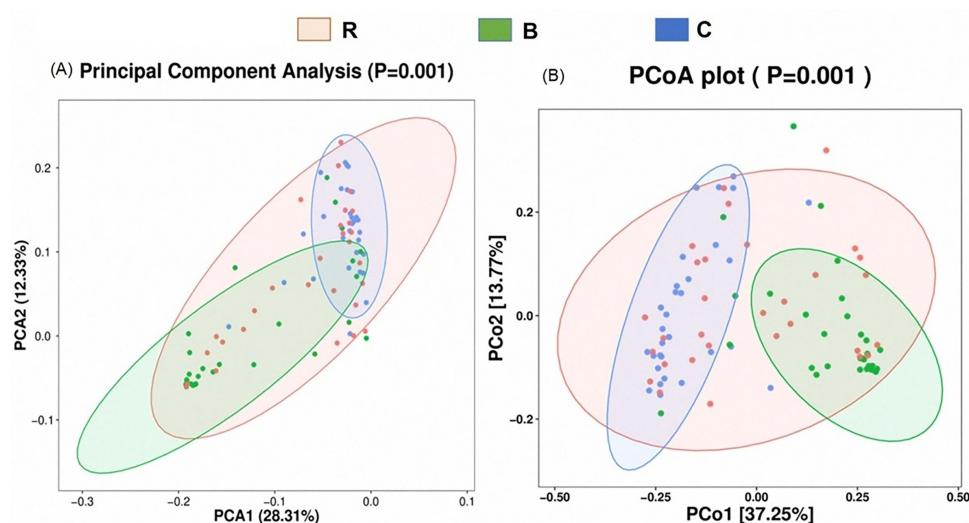 R B C
(A) Principal Component Analysis (P=0.001)
0.2
0.1
0.0
−0.1
PCA2 (12.33%)
−0.3 −0.2 −0.1 0.0 0.1
PCA1 (28.31%)
(B) PCoA plot ( P=0.001 )
0.2
0.0
−0.2
PCo2 [13.77%]
−0.50 −0.25 0.00 0.25 0.50
PCo1 [37.25%]